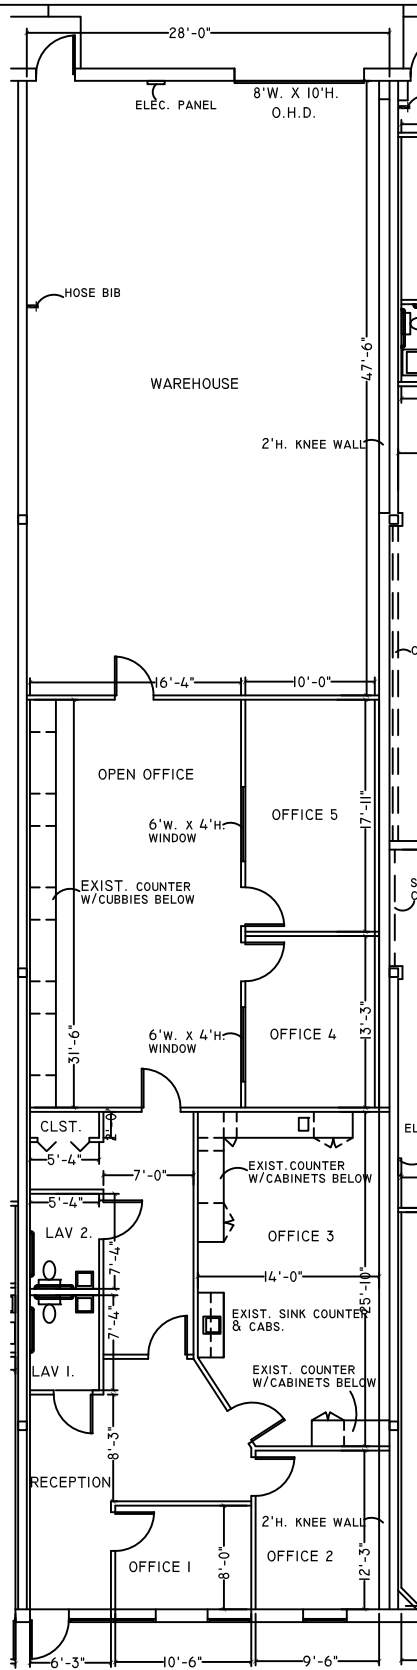 28'-0"
ELEC. PANEL
8'W. X 10'H.
O.H.D.
HOSE BIB
47'-6"
WAREHOUSE
2'H. KNEE WALL
16'-4"
10'-0"
OPEN OFFICE
OFFICE 5
17'-11"
6'W. X 4'H.
WINDOW
EXIST. COUNTER
W/CUBBIES BELOW
31'-6"
6'W. X 4'H.
WINDOW
OFFICE 4
13'-3"
CLST.
2'-0"
5'-4"
7'-0"
EXIST.COUNTER
W/CABINETS BELOW
5'-4"
LAV 2.
7'-4"
OFFICE 3
14'-0"
25'-10"
7'-4"
EXIST. SINK COUNTER
& CABS.
LAV 1.
EXIST. COUNTER
W/CABINETS BELOW
8'-3"
RECEPTION
2'H. KNEE WALL
OFFICE 1
8'-0"
OFFICE 2
12'-3"
6'-3"
10'-6"
9'-6"